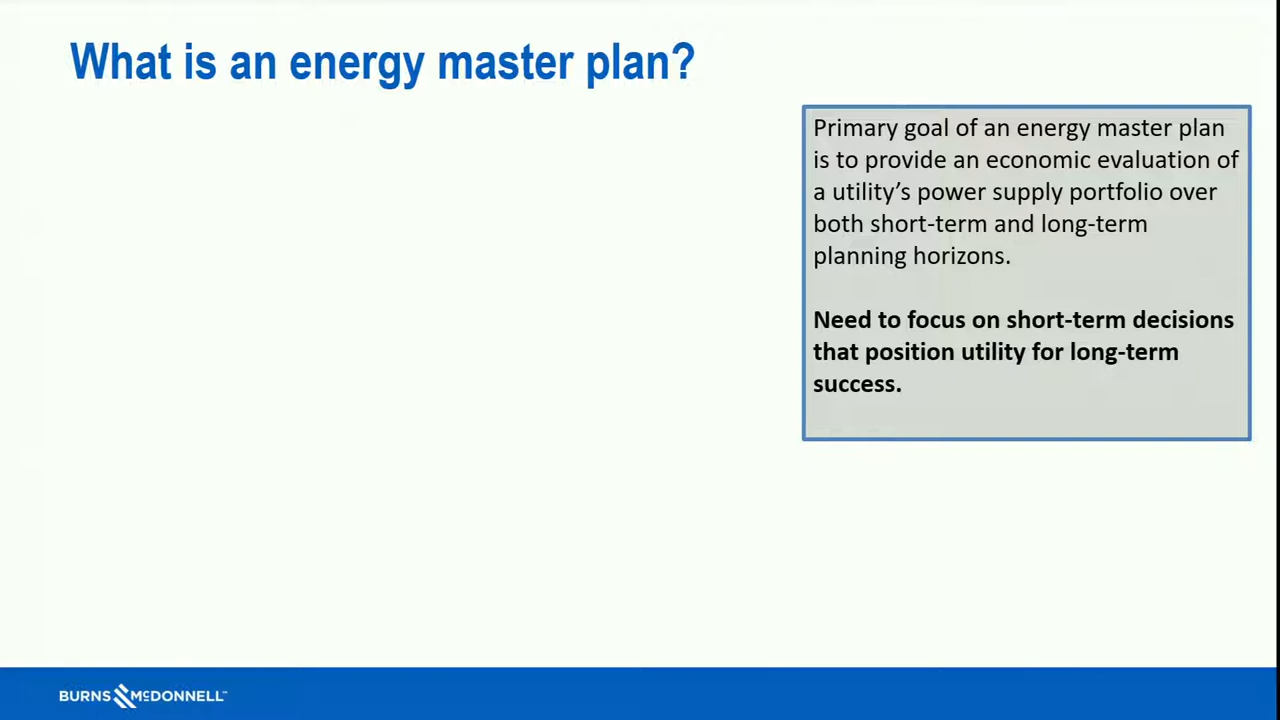 What is an energy master plan?
Primary goal of an energy master plan
is to provide an economic evaluation of
a utility’s power supply portfolio over
both short-term and long-term
planning horizons.
Need to focus on short-term decisions
that position utility for long-term
success.
BURNS McDONNELL™